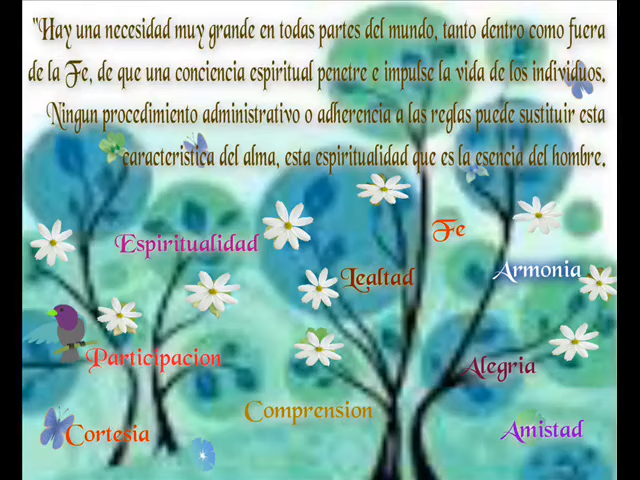 "Hay una necesidad muy grande en todas partes del mundo, tanto dentro como fuera
de la Fe, de que una conciencia espiritual penetre e impulse la vida de los individuos.
Ningun procedimiento administrativo o adherencia a las reglas puede sustituir esta
caracteristica del alma, esta espiritualidad que es la esencia del hombre.
Fe
Espiritualidad
Armonia
Lealtad
Participacion
Alegria
Comprension
Cortesia
Amistad